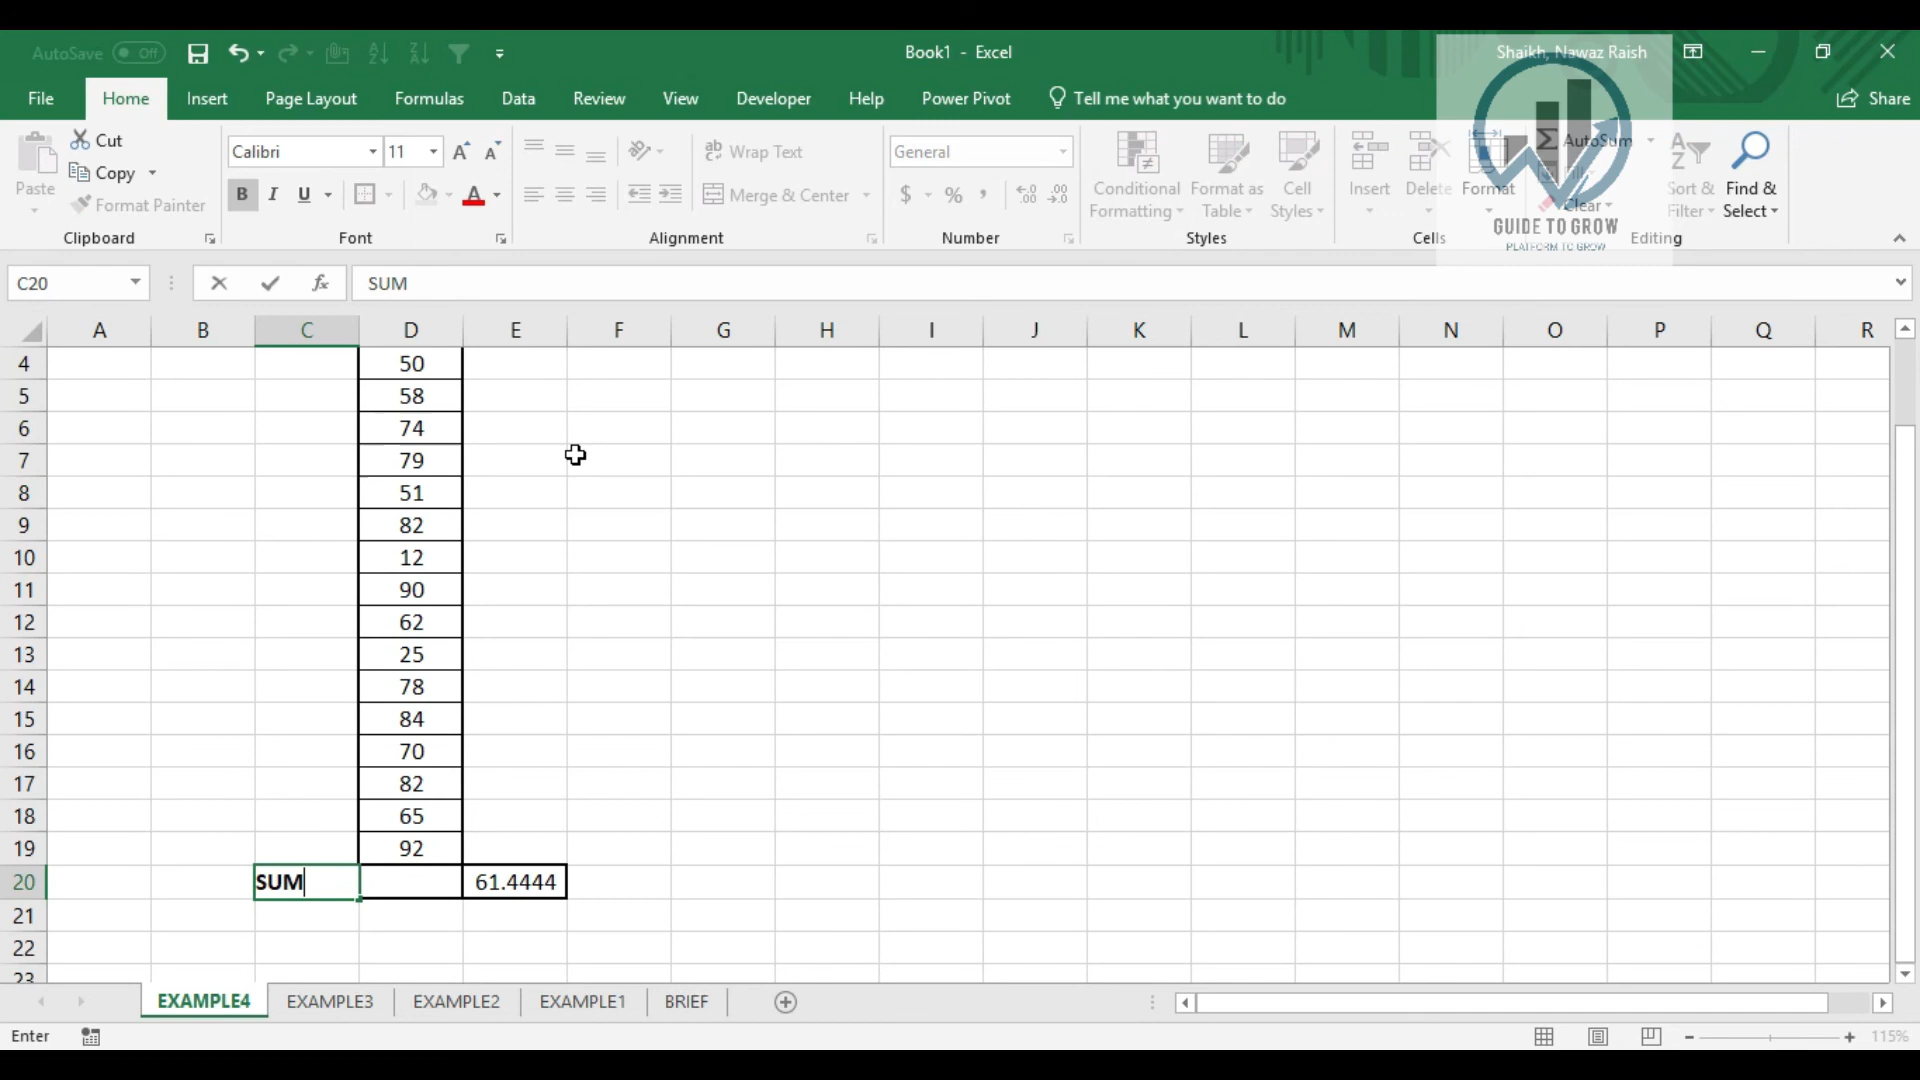 AutoSave Off Book1 - Excel Shaikh, Nawaz Raish
File Home Insert Page Layout Formulas Data Review View Developer Help Power Pivot Tell me what you want to do Share
Cut
Copy
Format Painter
Paste
Clipboard
Calibri 11
B I U A
Font
ab Wrap Text
Merge & Center
Alignment
General
$ %
Number
Conditional Formatting
Format as Table
Cell Styles
Styles
Insert Delete Format
Cells
AutoSum
Clear
Sort & Filter
Find & Select
Editing
GUIDE TO GROW
PLATFORM TO GROW
C20 fx SUM
A B C D E F G H I J K L M N O P Q R
4 50
5 58
6 74
7 79
8 51
9 82
10 12
11 90
12 62
13 25
14 78
15 84
16 70
17 82
18 65
19 92
20 SUM 61.4444
21
22
23
EXAMPLE4 EXAMPLE3 EXAMPLE2 EXAMPLE1 BRIEF
Enter 115%